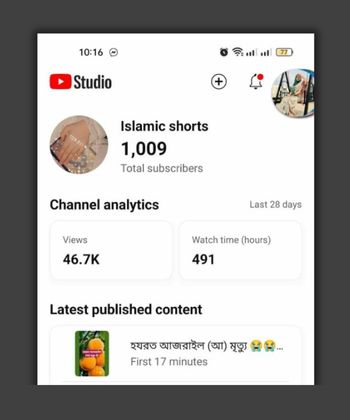 10:16
77
Studio
Islamic shorts
1,009
Total subscribers
Channel analytics
Last 28 days
Views
46.7K
Watch time (hours)
491
Latest published content
হযরত আজরাইল (আ) মৃত্যু 😭😭...
First 17 minutes